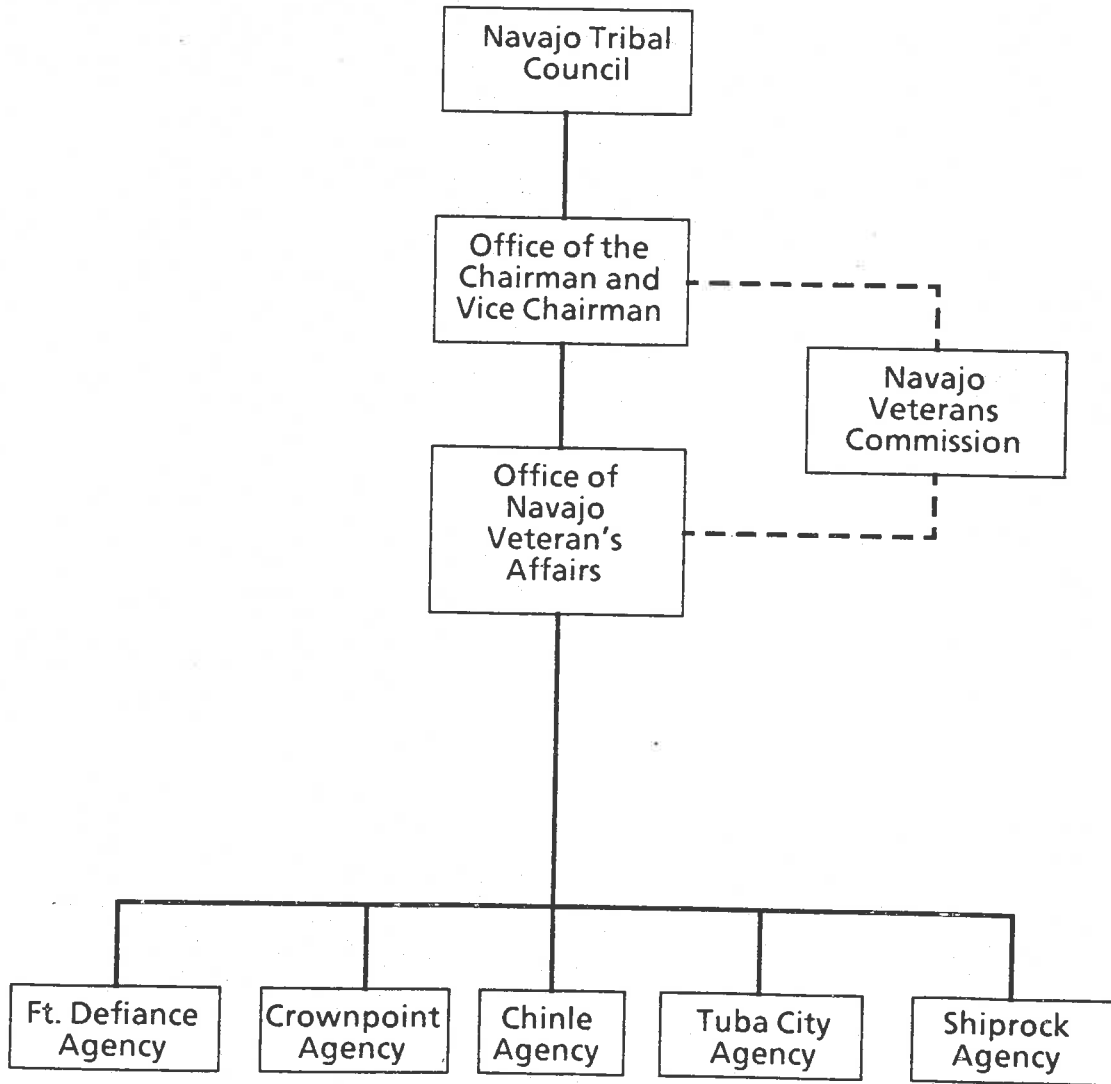 Navajo Tribal
Council
Office of the
Chairman and
Vice Chairman
Navajo
Veterans
Commission
Office of
Navajo
Veteran's
Affairs
Ft. Defiance
Agency
Crownpoint
Agency
Chinle
Agency
Tuba City
Agency
Shiprock
Agency